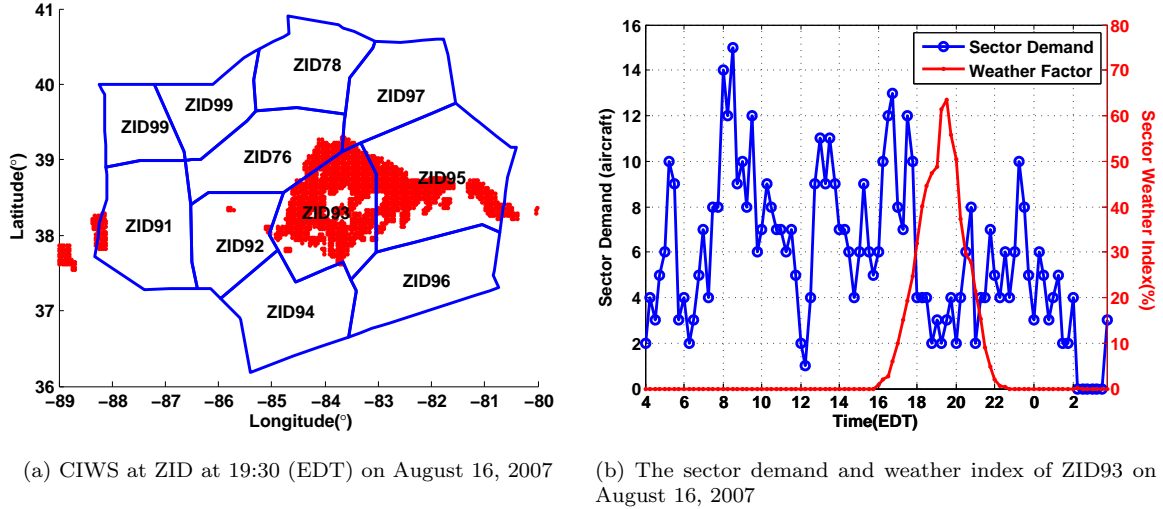 41
40
39
38
37
36
Latitude(°)
−89 −88 −87 −86 −85 −84 −83 −82 −81 −80
Longitude(°)
ZID78
ZID99
ZID97
ZID99
ZID76
ZID95
ZID93
ZID91
ZID92
ZID96
ZID94
16
14
12
10
8
6
4
2
0
Sector Demand (aircraft)
Sector Demand
Weather Factor
80
70
60
50
40
30
20
10
0
Sector Weather Index(%)
4 6 8 10 12 14 16 18 20 22 0 2
Time(EDT)
(a) CIWS at ZID at 19:30 (EDT) on August 16, 2007
(b) The sector demand and weather index of ZID93 on
August 16, 2007